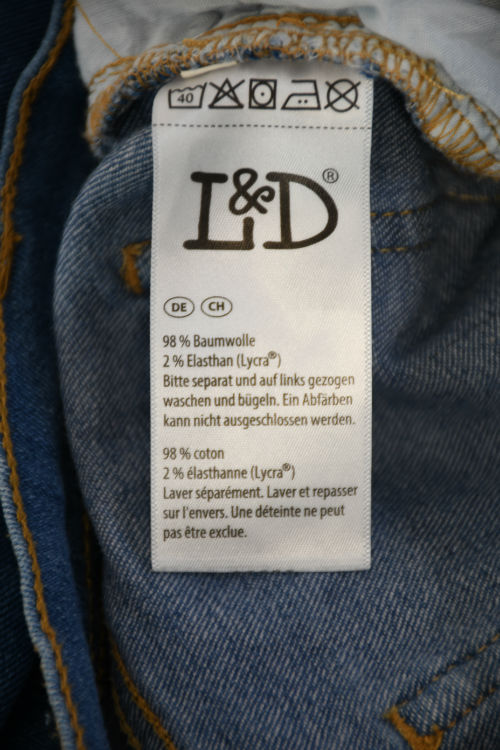 40
L&D®
DE CH
98 % Baumwolle
2 % Elasthan (Lycra®)
Bitte separat und auf links gezogen
waschen und bügeln. Ein Abfärben
kann nicht ausgeschlossen werden.
98 % coton
2 % élasthanne (Lycra®)
Laver séparément. Laver et repasser
sur l'envers. Une déteinte ne peut
pas être exclue.